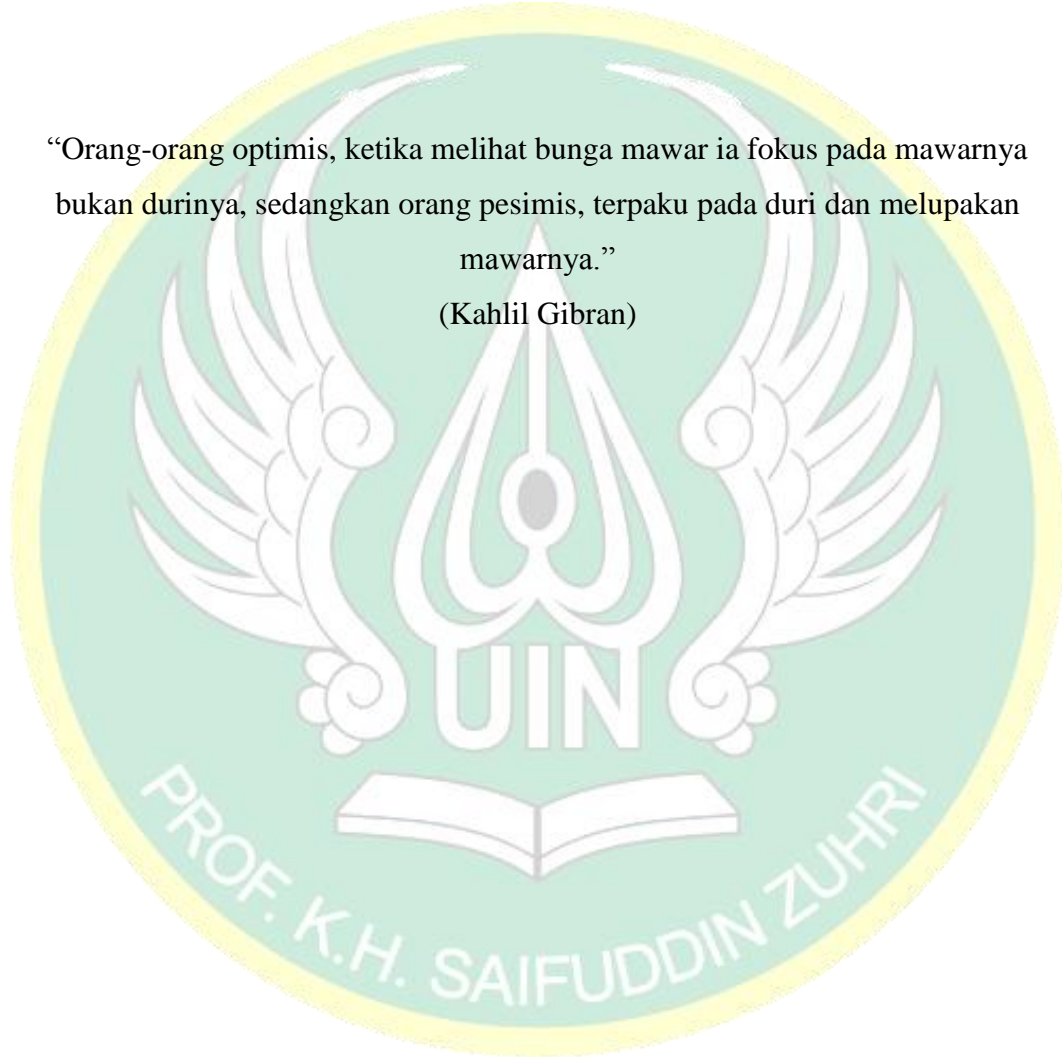 “Orang-orang optimis, ketika melihat bunga mawar ia fokus pada mawarnya
bukan durinya, sedangkan orang pesimis, terpaku pada duri dan melupakan
mawarnya.”
(Kahlil Gibran)
UIN
PROF. K.H. SAIFUDDIN ZUHRI